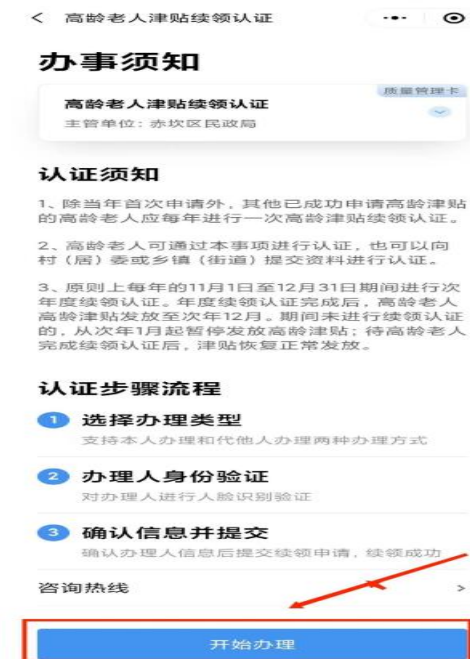 高龄老人津贴续领认证
办事须知
质量管理卡
高龄老人津贴续领认证
主管单位：赤坎区民政局
认证须知
1、除当年首次申请外，其他已成功申请高龄津贴
的高龄老人应每年进行一次高龄津贴续领认证。
2、高龄老人可通过本事项进行认证，也可以向
村（居）委或乡镇（街道）提交资料进行认证。
3、原则上每年的11月1日至12月31日期间进行次
年度续领认证。年度续领认证完成后，高龄老人
高龄津贴发放至次年12月。期间未进行续领认证
的，从次年1月起暂停发放高龄津贴；待高龄老人
完成续领认证后，津贴恢复正常发放。
认证步骤流程
1 选择办理类型
支持本人办理和代他人办理两种办理方式
2 办理人身份验证
对办理人进行人脸识别验证
3 确认信息并提交
确认办理人信息后提交续领申请，续领成功
咨询热线
开始办理